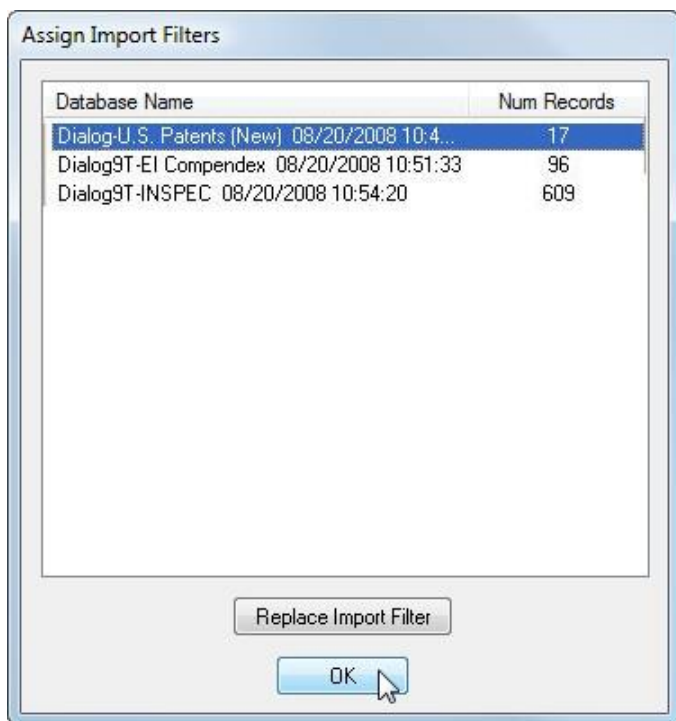 Assign Import Filters
Database Name Num Records
Dialog-U.S. Patents (New) 08/20/2008 10:4... 17
Dialog9T-EI Compendex 08/20/2008 10:51:33 96
Dialog9T-INSPEC 08/20/2008 10:54:20 609
Replace Import Filter
OK